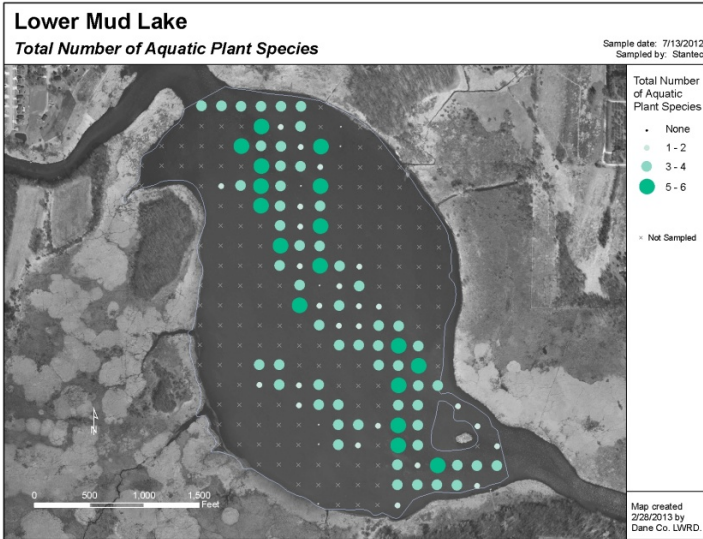 Lower Mud Lake
Total Number of Aquatic Plant Species
Sample date: 7/13/2012
Sampled by: Stantec
Total Number
of Aquatic
Plant Species
None
1 - 2
3 - 4
5 - 6
× Not Sampled
N
0 500 1,000 1,500
Feet
Map created
2/28/2013 by
Dane Co. LWRD.